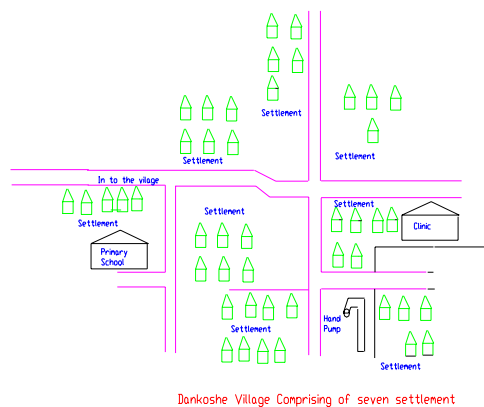 Settlement
Settlement
Settlement
In to the vilage
Settlement
Settlement
Settlement
Clinic
Primary
School
Hand
Pump
Settlement
Settlement
Dankoshe Village Comprising of seven settlement